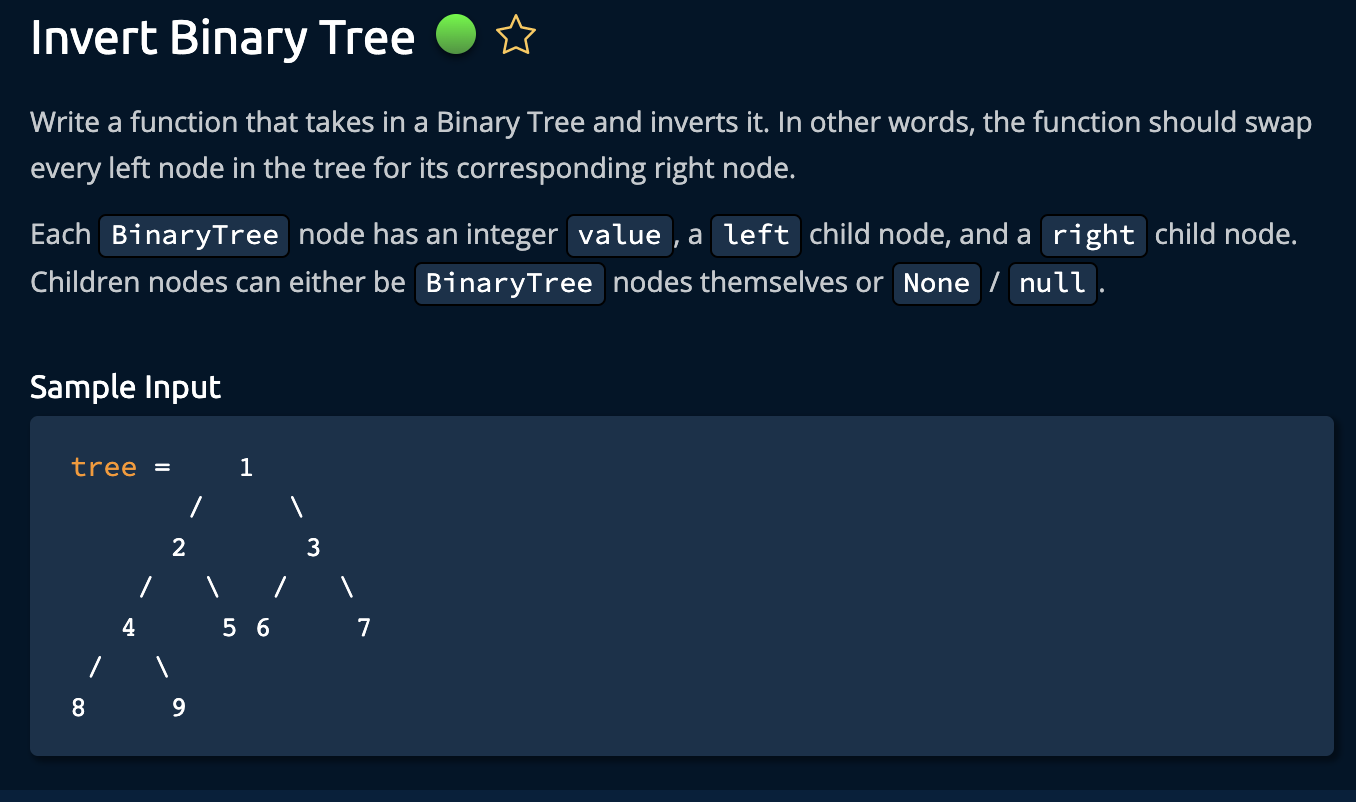 Invert Binary Tree
Write a function that takes in a Binary Tree and inverts it. In other words, the function should swap
every left node in the tree for its corresponding right node.
Each BinaryTree node has an integer value, a left child node, and a right child node.
Children nodes can either be BinaryTree nodes themselves or None / null.
Sample Input
tree =    1
       /     \
      2       3
    /   \   /   \
   4     5 6     7
 /   \
8     9